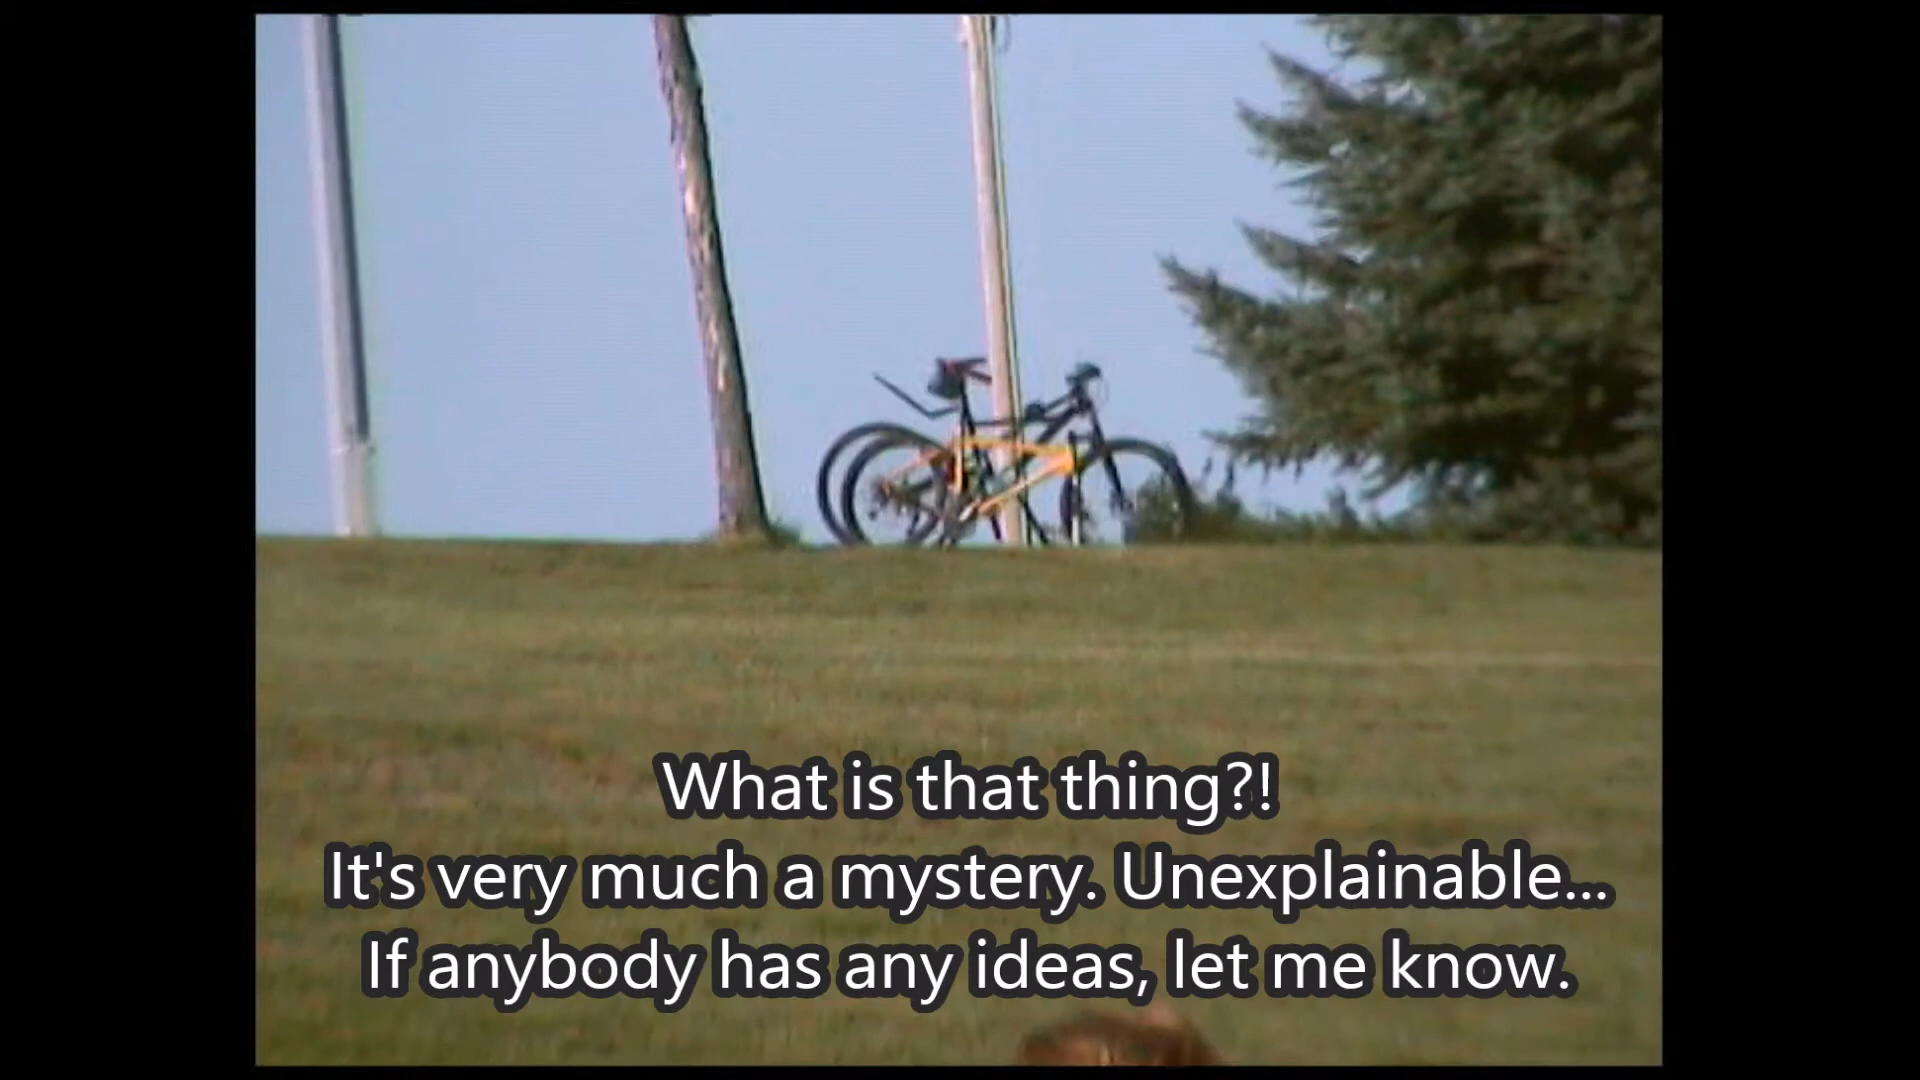 What is that thing?!
It's very much a mystery. Unexplainable...
If anybody has any ideas, let me know.